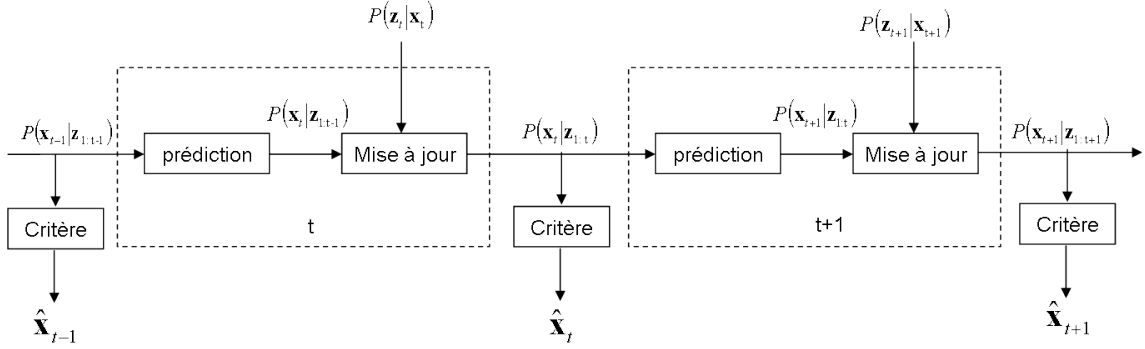 P(z_t|x_t)
P(z_{t+1}|x_{t+1})
P(x_{t-1}|z_{1:t-1})
P(x_t|z_{1:t-1})
P(x_t|z_{1:t})
P(x_{t+1}|z_{1:t})
P(x_{t+1}|z_{1:t+1})
prédiction
Mise à jour
prédiction
Mise à jour
Critère
t
Critère
t+1
Critère
x̂_{t-1}
x̂_t
x̂_{t+1}